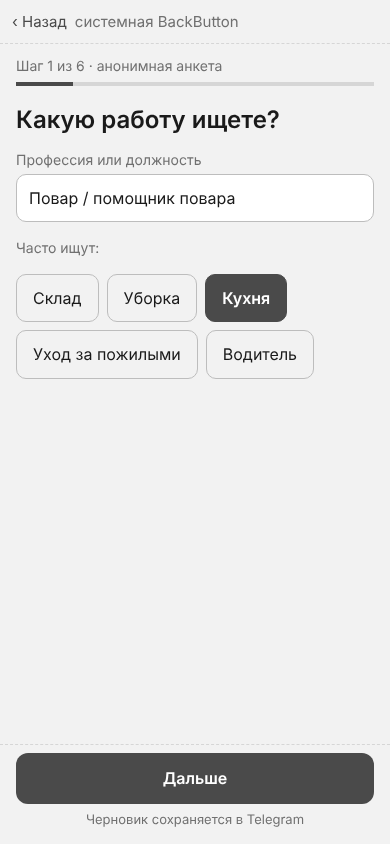 ‹ Назад системная BackButton
Шаг 1 из 6 · анонимная анкета
Какую работу ищете?
Профессия или должность
Повар / помощник повара
Часто ищут:
Склад Уборка Кухня
Уход за пожилыми Водитель
Дальше
Черновик сохраняется в Telegram